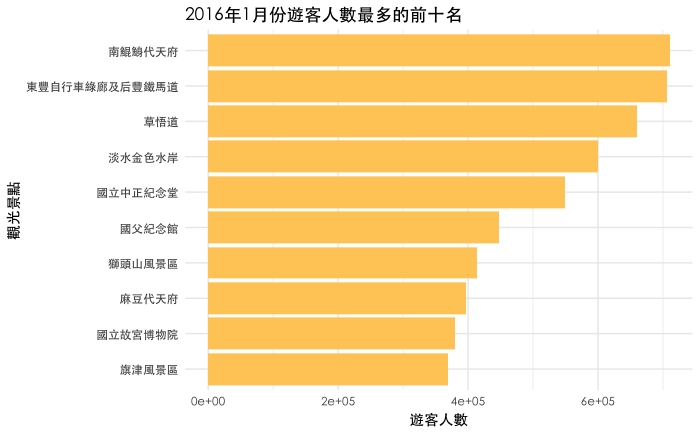 2016年1月份遊客人數最多的前十名
南鯤鯓代天府
東豐自行車綠廊及后豐鐵馬道
草悟道
淡水金色水岸
國立中正紀念堂
國父紀念館
獅頭山風景區
麻豆代天府
國立故宮博物院
旗津風景區
觀光景點
0e+00 2e+05 4e+05 6e+05
遊客人數